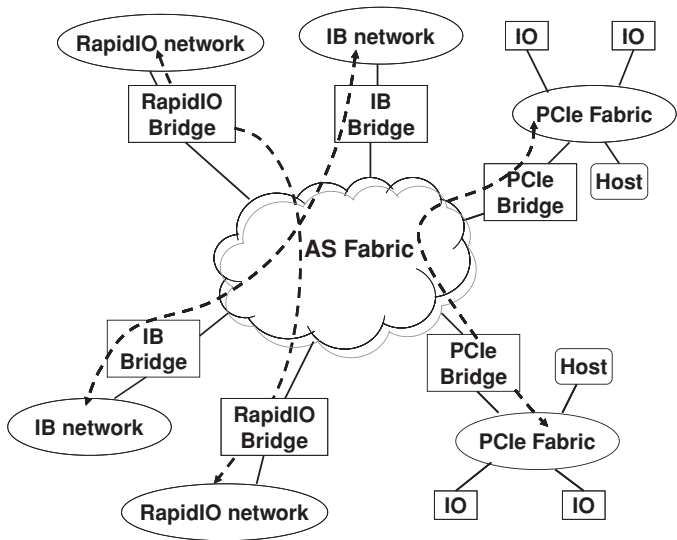 RapidIO network
IB network
IO
IO
RapidIO
Bridge
IB
Bridge
PCIe Fabric
PCIe
Bridge
Host
AS Fabric
IB
Bridge
PCIe
Bridge
Host
RapidIO
Bridge
IB network
PCIe Fabric
RapidIO network
IO
IO